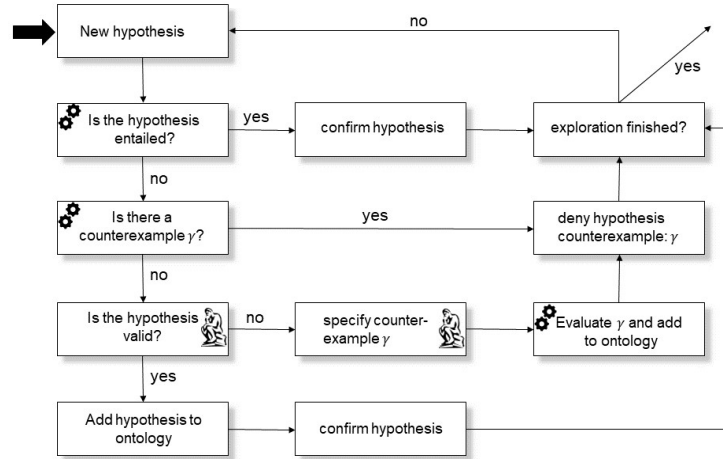 no
New hypothesis
yes
Is the hypothesis
entailed?
yes
confirm hypothesis
exploration finished?
no
Is there a
counterexample γ?
yes
deny hypothesis
counterexample: γ
no
Is the hypothesis
valid?
no
specify counter-
example γ
Evaluate γ and add
to ontology
yes
Add hypothesis to
ontology
confirm hypothesis